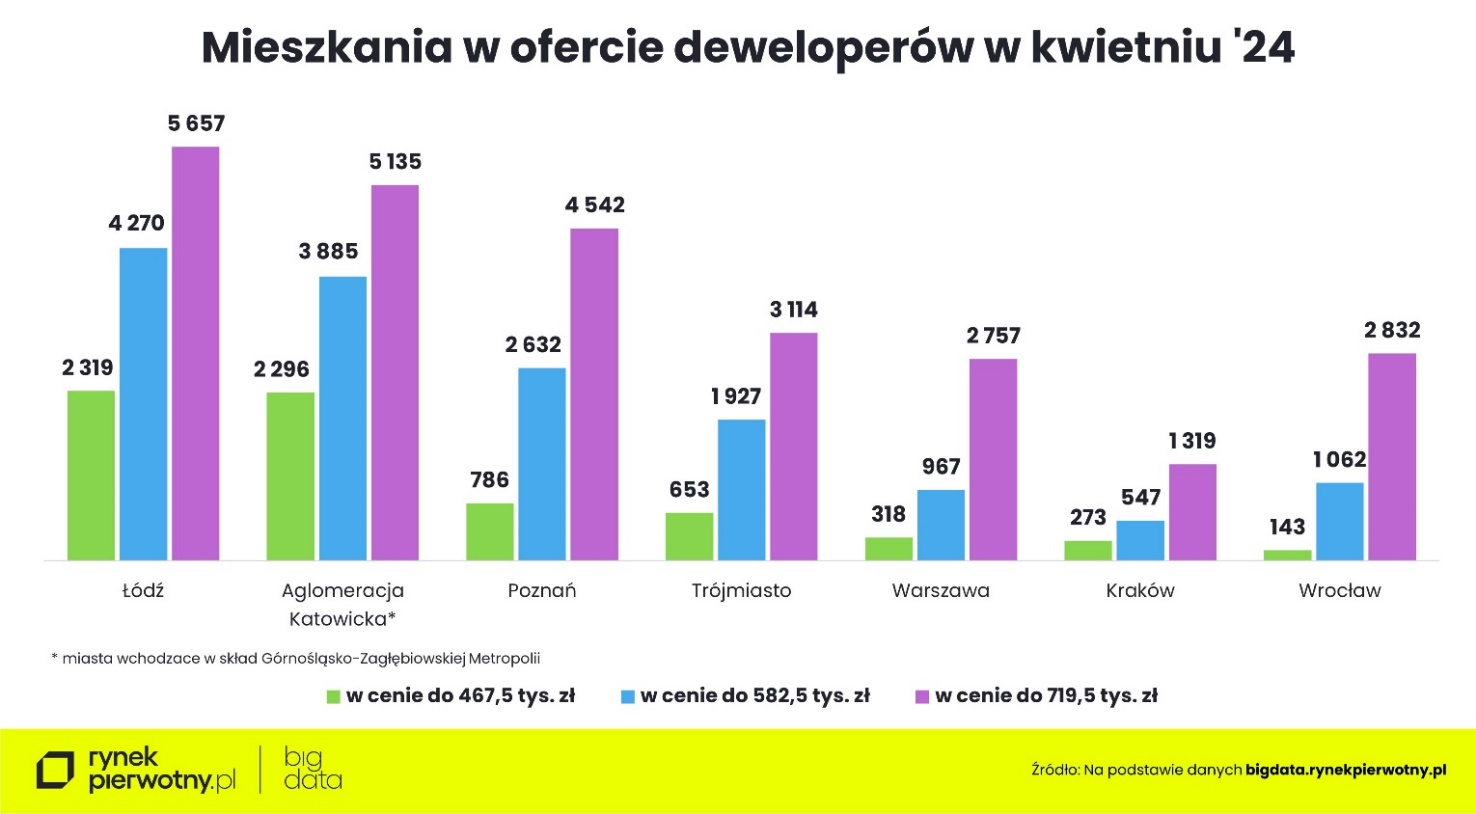 Mieszkania w ofercie deweloperów w kwietniu '24
2 319
4 270
5 657
2 296
3 885
5 135
786
2 632
4 542
653
1 927
3 114
318
967
2 757
273
547
1 319
143
1 062
2 832
Łódź
Aglomeracja
Katowicka*
Poznań
Trójmiasto
Warszawa
Kraków
Wrocław
* miasta wchodzace w skład Górnośląsko-Zagłębiowskiej Metropolii
w cenie do 467,5 tys. zł
w cenie do 582,5 tys. zł
w cenie do 719,5 tys. zł
rynek
pierwotny.pl
big
data
Źródło: Na podstawie danych bigdata.rynekpierwotny.pl